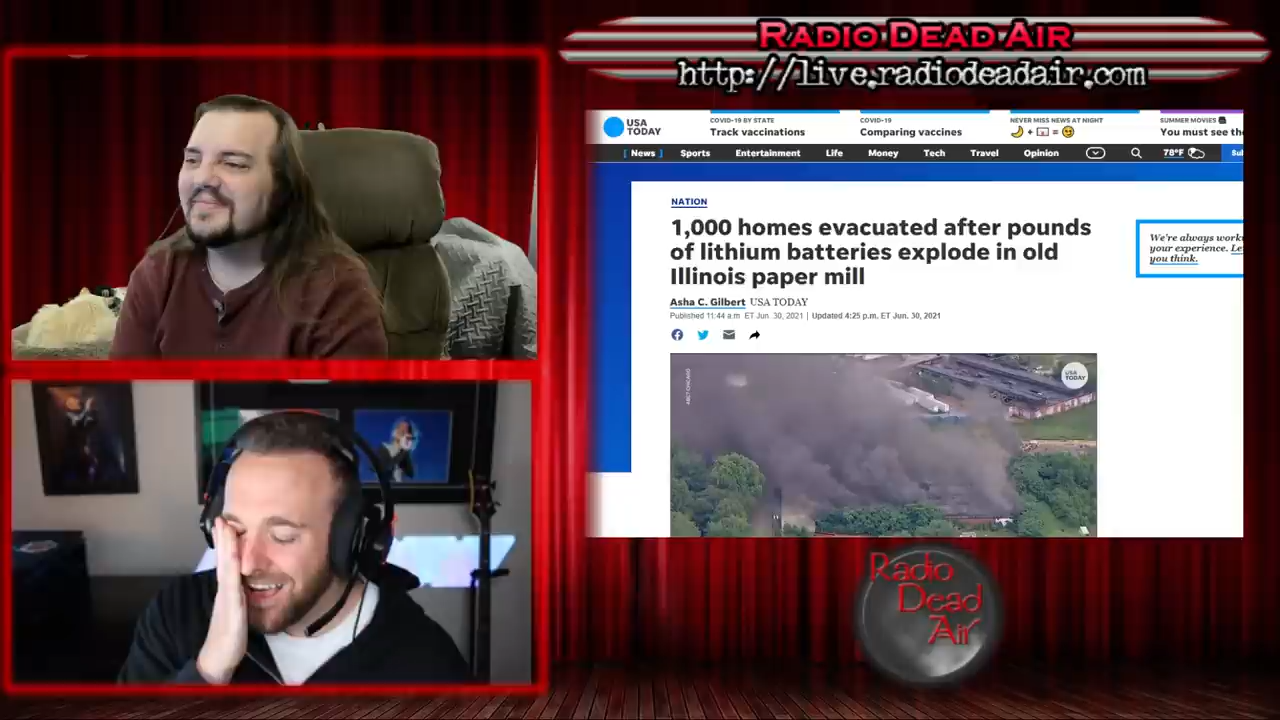 RADIO DEAD AIR
http://live.radiodeadair.com
USA
TODAY
COVID-19 BY STATE
Track vaccinations
COVID-19
Comparing vaccines
NEVER MISS NEWS AT NIGHT
🌙 + 📧 = 😍
SUMMER MOVIES
You must see the
[ News ] Sports Entertainment Life Money Tech Travel Opinion 78°F Sul
NATION
1,000 homes evacuated after pounds
of lithium batteries explode in old
Illinois paper mill
Asha C. Gilbert USA TODAY
Published 11:44 a.m. ET Jun. 30, 2021 | Updated 4:25 p.m. ET Jun. 30, 2021
We're always work
your experience. Le
you think.
USA
TODAY
Radio
Dead
Air